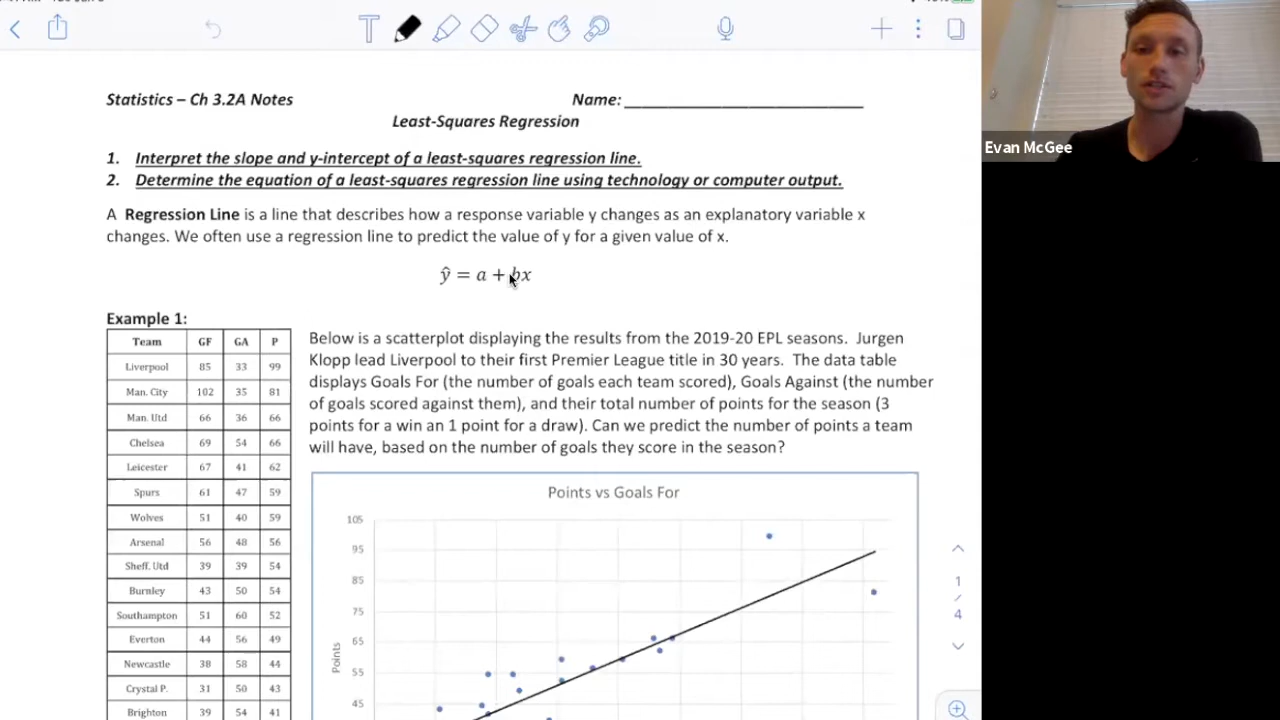 Statistics – Ch 3.2A Notes
Name: ___________________________
Least-Squares Regression
1. Interpret the slope and y-intercept of a least-squares regression line.
2. Determine the equation of a least-squares regression line using technology or computer output.
A Regression Line is a line that describes how a response variable y changes as an explanatory variable x
changes. We often use a regression line to predict the value of y for a given value of x.
ŷ = a + bx
Example 1:
Team GF GA P
Liverpool 85 33 99
Man. City 102 35 81
Man. Utd 66 36 66
Chelsea 69 54 66
Leicester 67 41 62
Spurs 61 47 59
Wolves 51 40 59
Arsenal 56 48 56
Sheff. Utd 39 39 54
Burnley 43 50 54
Southampton 51 60 52
Everton 44 56 49
Newcastle 38 58 44
Crystal P. 31 50 43
Brighton 39 54 41
Below is a scatterplot displaying the results from the 2019-20 EPL seasons. Jurgen
Klopp lead Liverpool to their first Premier League title in 30 years. The data table
displays Goals For (the number of goals each team scored), Goals Against (the number
of goals scored against them), and their total number of points for the season (3
points for a win an 1 point for a draw). Can we predict the number of points a team
will have, based on the number of goals they score in the season?
Points vs Goals For
105
95
85
75
65
55
45
Points
1
/
4
Evan McGee